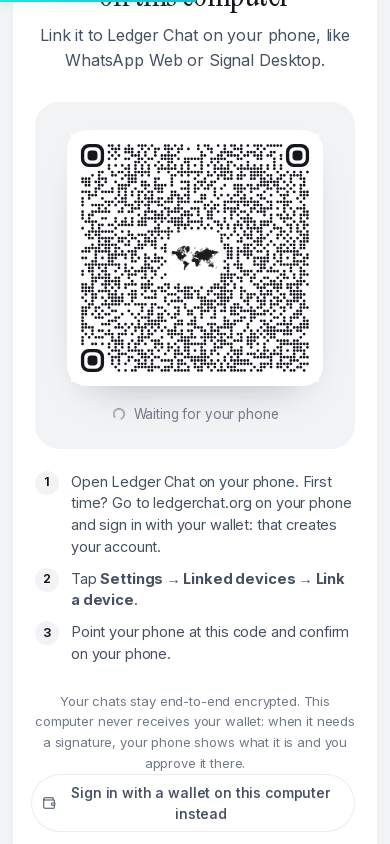 on this computer
Link it to Ledger Chat on your phone, like
WhatsApp Web or Signal Desktop.
Waiting for your phone
1 Open Ledger Chat on your phone. First
time? Go to ledgerchat.org on your phone
and sign in with your wallet: that creates
your account.
2 Tap Settings → Linked devices → Link
a device.
3 Point your phone at this code and confirm
on your phone.
Your chats stay end-to-end encrypted. This
computer never receives your wallet: when it needs
a signature, your phone shows what it is and you
approve it there.
Sign in with a wallet on this computer
instead